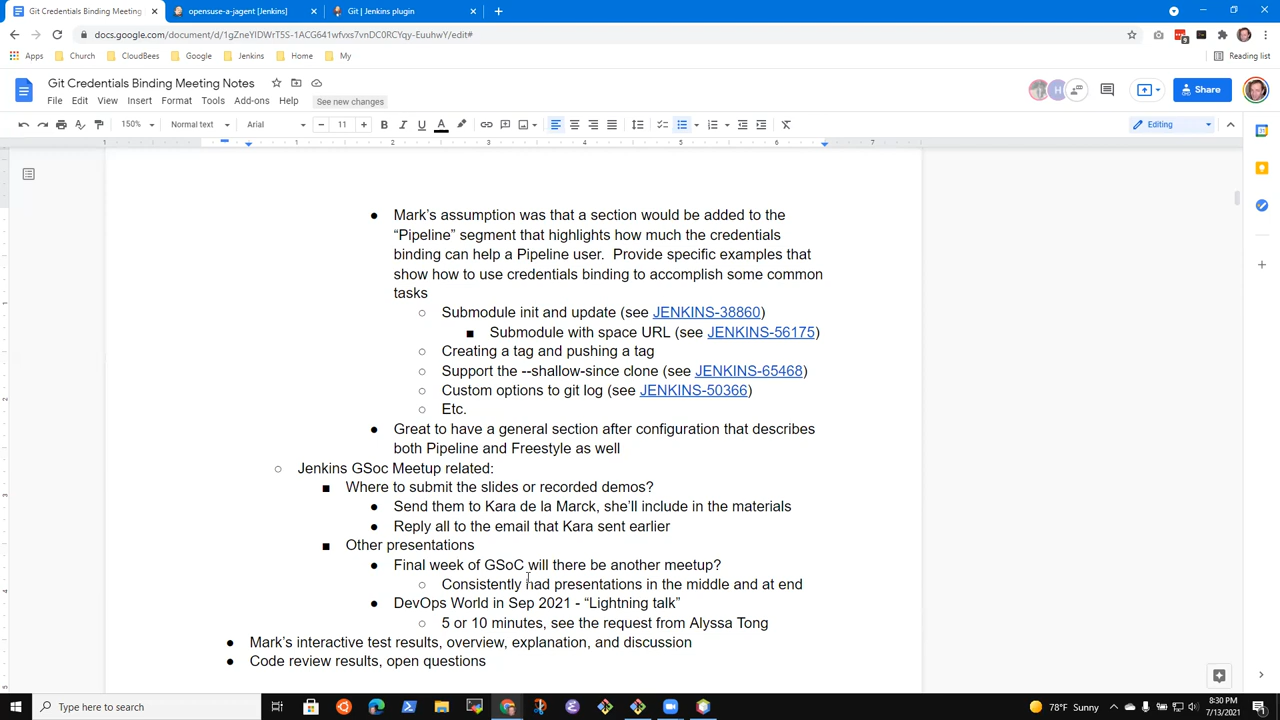 Git Credentials Binding Meeting
opensuse-a-jagent [Jenkins]
Git | Jenkins plugin
docs.google.com/document/d/1gZneYIDWrT5S-1ACG641wfvxs7vnDC0RCYqy-EuuhwY/edit#
Apps
Church
CloudBees
Google
Jenkins
Home
My
Reading list
Git Credentials Binding Meeting Notes
File Edit View Insert Format Tools Add-ons Help See new changes
Share
150% Normal text Arial 11 Editing
1 1 2 3 4 5 6 7
● Mark’s assumption was that a section would be added to the
“Pipeline” segment that highlights how much the credentials
binding can help a Pipeline user. Provide specific examples that
show how to use credentials binding to accomplish some common
tasks
○ Submodule init and update (see JENKINS-38860)
■ Submodule with space URL (see JENKINS-56175)
○ Creating a tag and pushing a tag
○ Support the --shallow-since clone (see JENKINS-65468)
○ Custom options to git log (see JENKINS-50366)
○ Etc.
● Great to have a general section after configuration that describes
both Pipeline and Freestyle as well
○ Jenkins GSoc Meetup related:
■ Where to submit the slides or recorded demos?
● Send them to Kara de la Marck, she’ll include in the materials
● Reply all to the email that Kara sent earlier
■ Other presentations
● Final week of GSoC will there be another meetup?
○ Consistently had presentations in the middle and at end
● DevOps World in Sep 2021 - “Lightning talk”
○ 5 or 10 minutes, see the request from Alyssa Tong
● Mark’s interactive test results, overview, explanation, and discussion
● Code review results, open questions
Type here to search
78°F Sunny
8:30 PM
7/13/2021